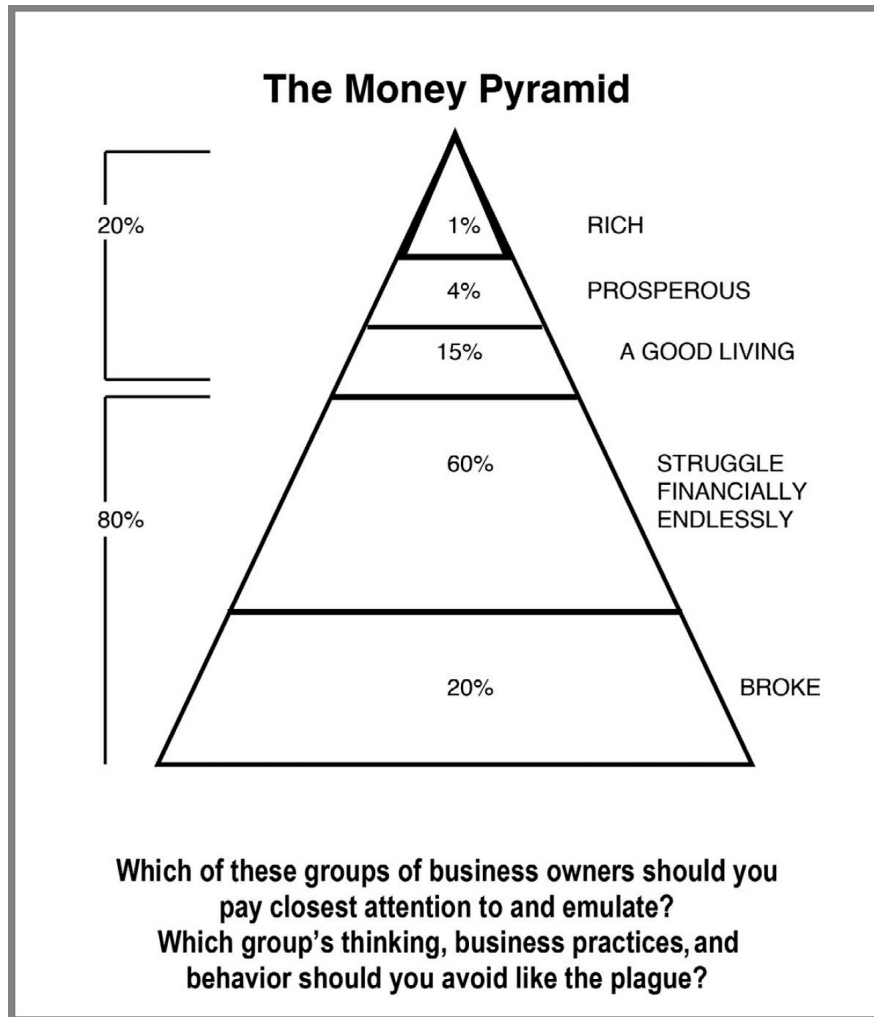 The Money Pyramid
20%
1%
RICH
4%
PROSPEROUS
15%
A GOOD LIVING
60%
STRUGGLE
FINANCIALLY
ENDLESSLY
80%
20%
BROKE
Which of these groups of business owners should you
pay closest attention to and emulate?
Which group's thinking, business practices, and
behavior should you avoid like the plague?